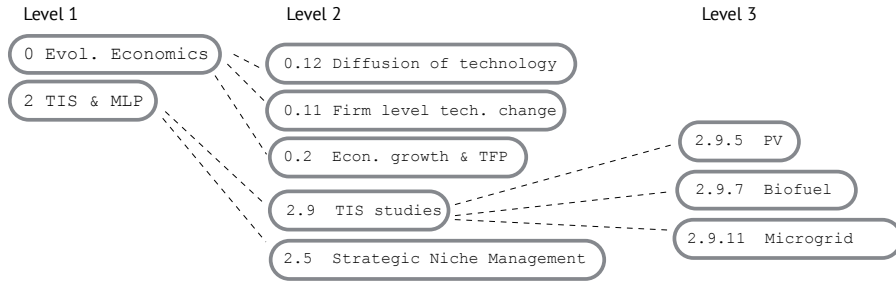 Level 1
Level 2
Level 3
0 Evol. Economics
2 TIS & MLP
0.12 Diffusion of technology
0.11 Firm level tech. change
0.2 Econ. growth & TFP
2.9 TIS studies
2.5 Strategic Niche Management
2.9.5 PV
2.9.7 Biofuel
2.9.11 Microgrid